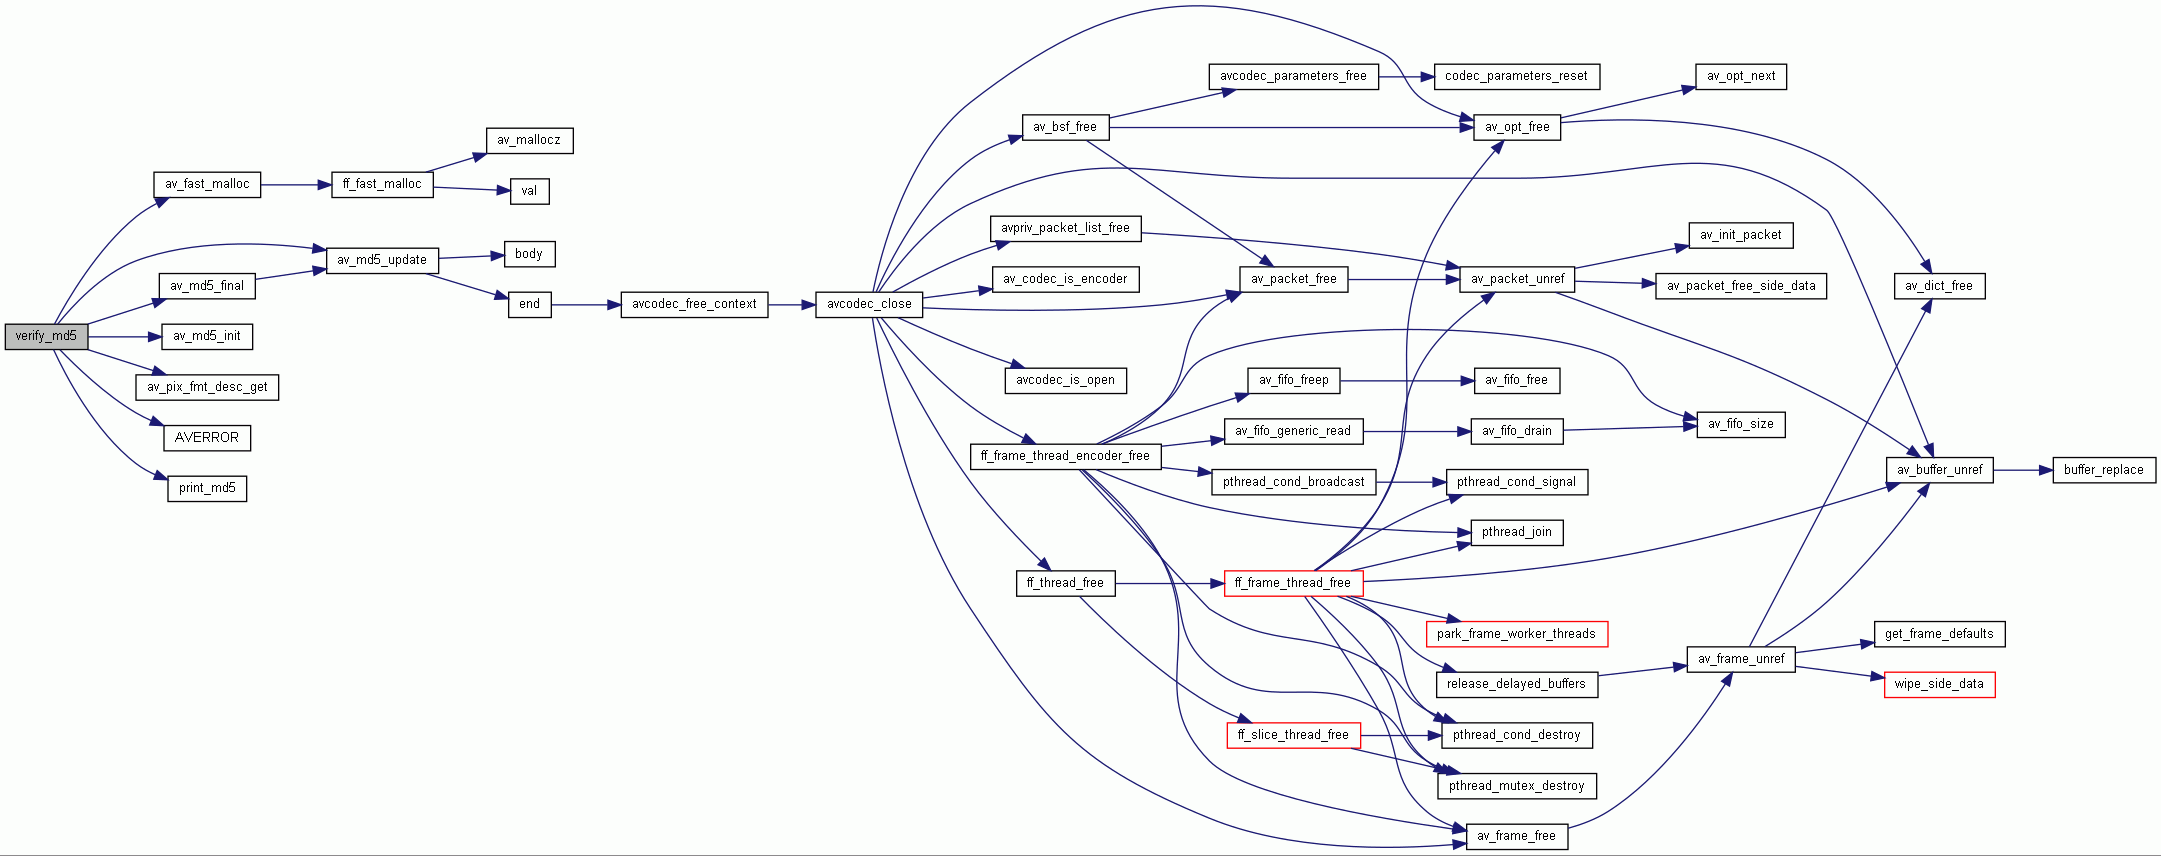 verify_md5
av_fast_malloc
av_md5_final
av_md5_init
av_pix_fmt_desc_get
AVERROR
print_md5
ff_fast_malloc
av_md5_update
av_mallocz
val
body
end
avcodec_free_context
avcodec_close
av_bsf_free
avpriv_packet_list_free
av_codec_is_encoder
avcodec_is_open
ff_frame_thread_encoder_free
ff_thread_free
avcodec_parameters_free
av_packet_free
av_fifo_freep
av_fifo_generic_read
pthread_cond_broadcast
ff_frame_thread_free
ff_slice_thread_free
codec_parameters_reset
av_opt_free
av_packet_unref
av_fifo_free
av_fifo_drain
pthread_cond_signal
pthread_join
park_frame_worker_threads
release_delayed_buffers
pthread_cond_destroy
pthread_mutex_destroy
av_frame_free
av_opt_next
av_init_packet
av_packet_free_side_data
av_fifo_size
av_frame_unref
av_dict_free
av_buffer_unref
get_frame_defaults
wipe_side_data
buffer_replace